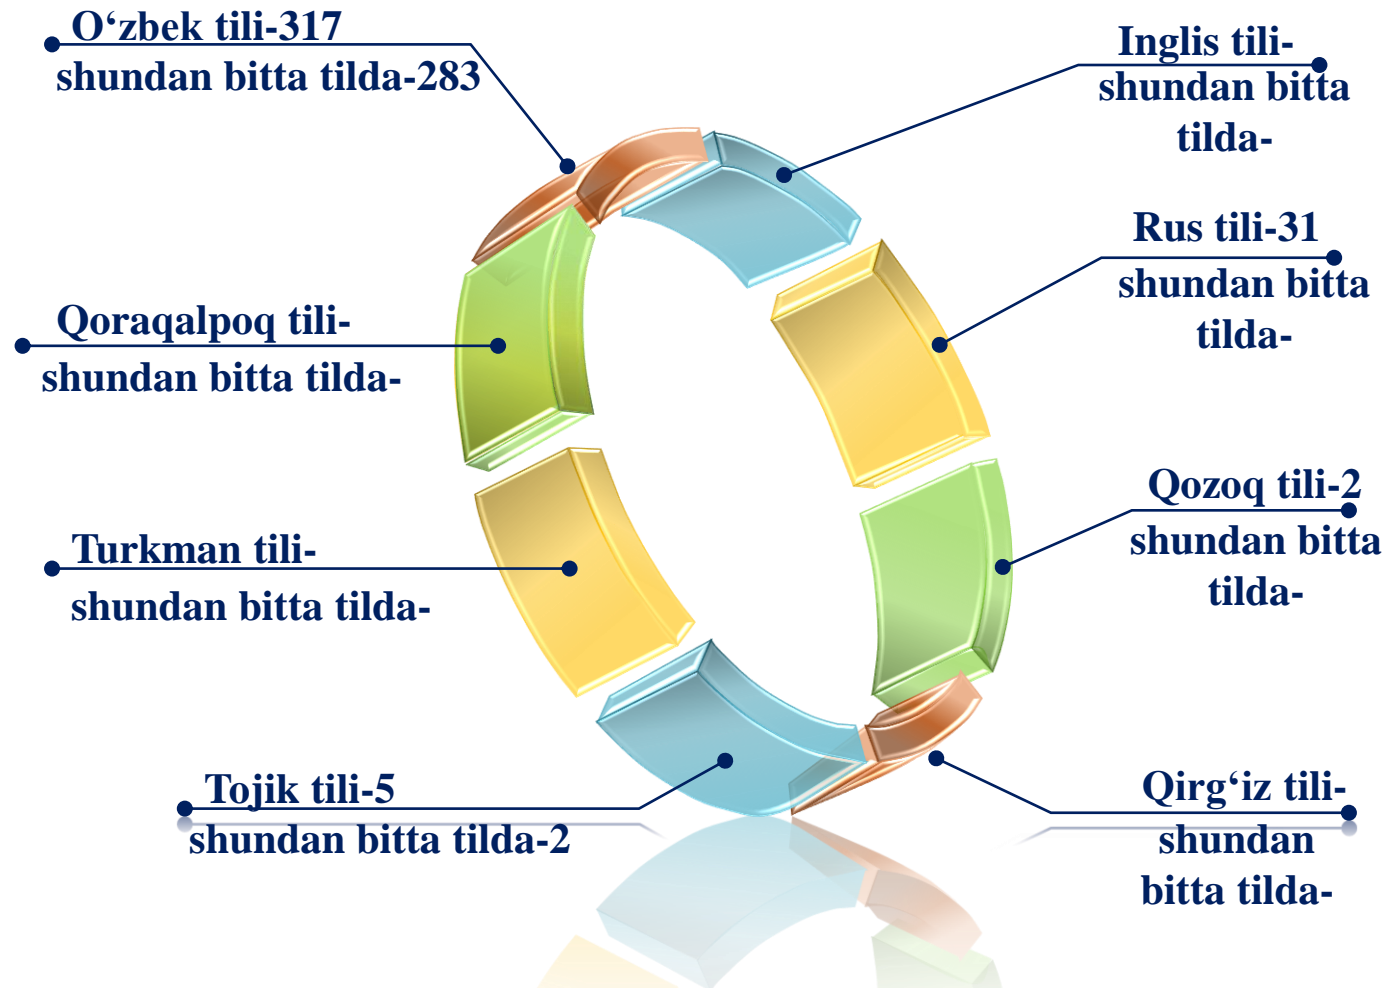 O‘zbek tili-317
shundan bitta tilda-283
Inglis tili-
shundan bitta
tilda-
Rus tili-31
shundan bitta
tilda-
Qoraqalpoq tili-
shundan bitta tilda-
Qozoq tili-2
shundan bitta
tilda-
Turkman tili-
shundan bitta tilda-
Tojik tili-5
shundan bitta tilda-2
Qirg‘iz tili-
shundan
bitta tilda-